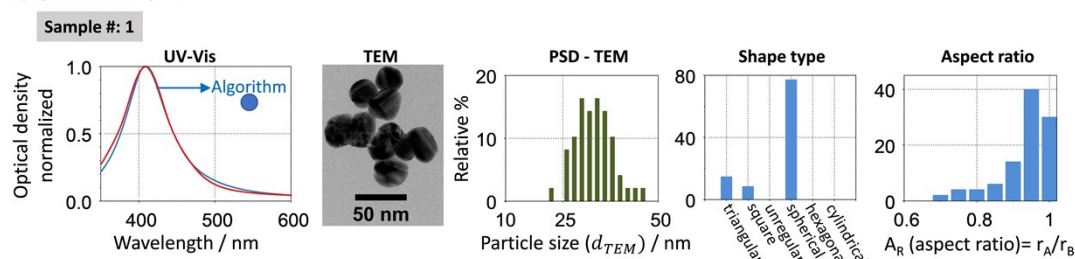 Sample #: 1
UV-Vis
Optical density
normalized
1.0
0.5
0.0
Algorithm
400
500
600
Wavelength / nm
TEM
50 nm
PSD - TEM
Relative %
20
10
0
10
25
50
Particle size (d_TEM) / nm
Shape type
80
40
0
triangular
square
unregular
spherical
hexagonal
cylindrical
Aspect ratio
40
20
0
0.6
0.8
1
A_R (aspect ratio)= r_A/r_B